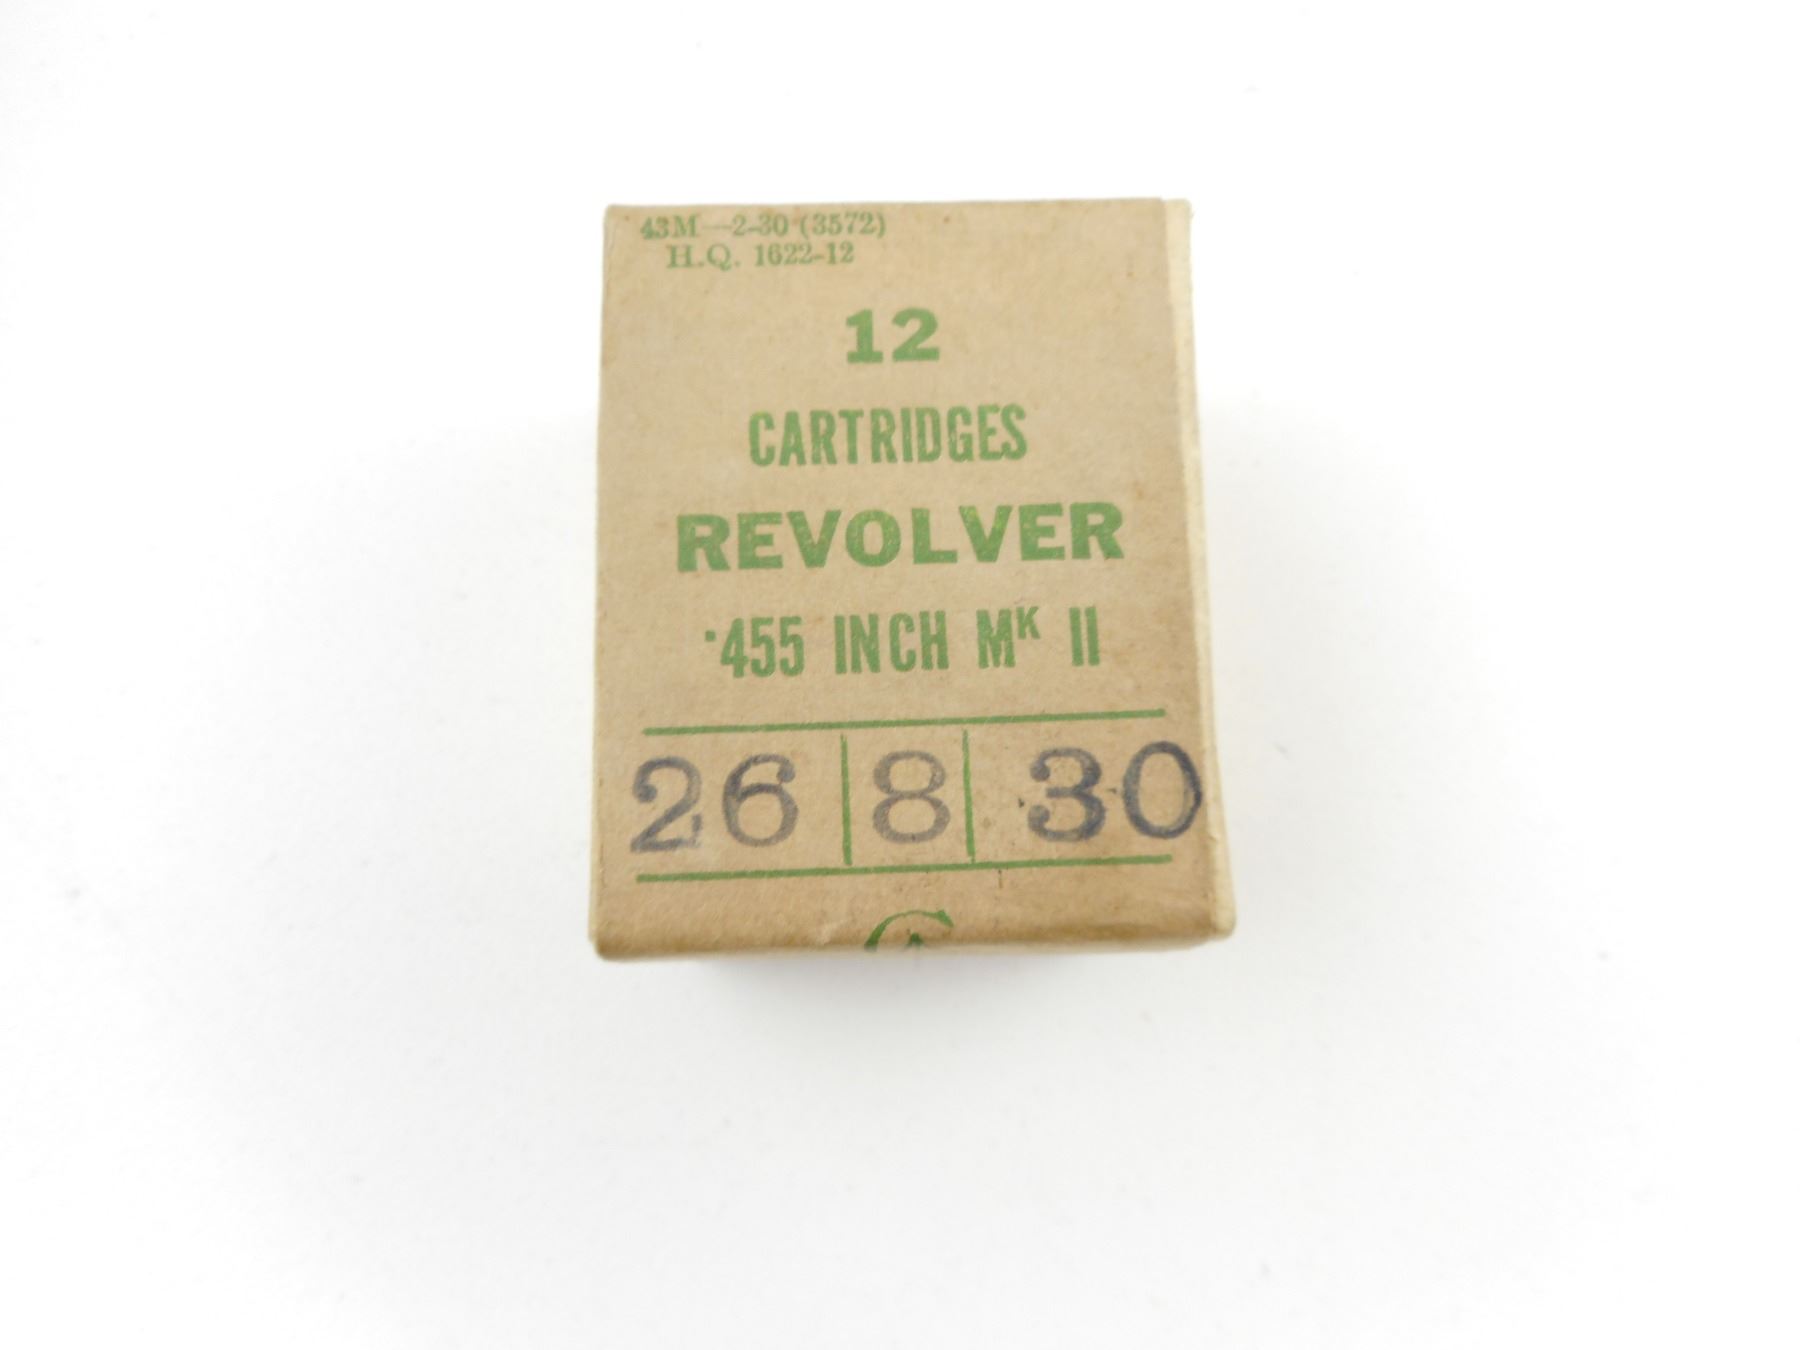 43M—2-30 (3572)
H.Q. 1622-12
12
CARTRIDGES
REVOLVER
·455 INCH MK II
26 8 30